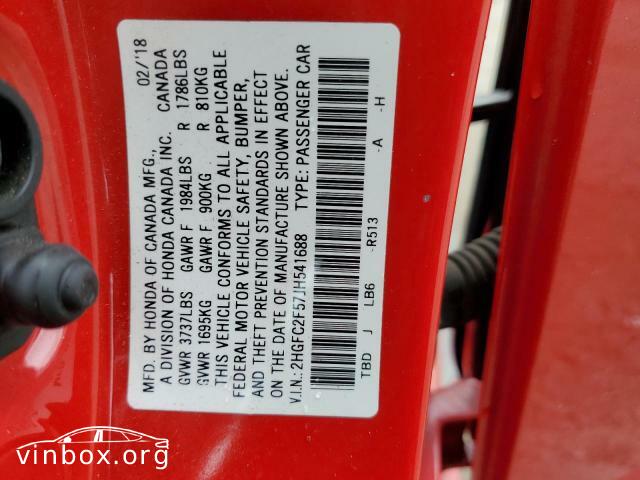 MFD. BY HONDA OF CANADA MFG., 02/'18
A DIVISION OF HONDA CANADA INC. CANADA
GVWR 3737LBS GAWR F 1984LBS R 1786LBS
GVWR 1695KG GAWR F 900KG R 810KG
THIS VEHICLE CONFORMS TO ALL APPLICABLE
FEDERAL MOTOR VEHICLE SAFETY, BUMPER,
AND THEFT PREVENTION STANDARDS IN EFFECT
ON THE DATE OF MANUFACTURE SHOWN ABOVE.
V.I.N.:2HGFC2F57JH541688 TYPE: PASSENGER CAR
TBD J LB6 -R513 -A -H
vinbox.org